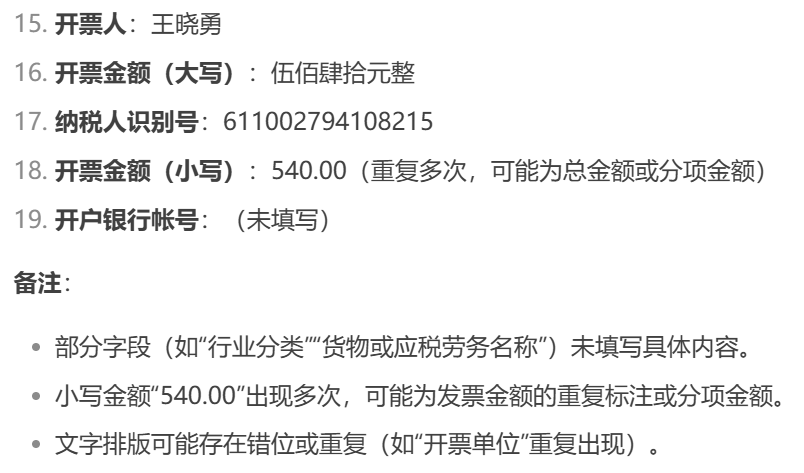 15. 开票人：王晓勇
16. 开票金额（大写）：伍佰肆拾元整
17. 纳税人识别号：611002794108215
18. 开票金额（小写）：540.00（重复多次，可能为总金额或分项金额）
19. 开户银行帐号：（未填写）
备注：
• 部分字段（如“行业分类”“货物或应税劳务名称”）未填写具体内容。
• 小写金额“540.00”出现多次，可能为发票金额的重复标注或分项金额。
• 文字排版可能存在错位或重复（如“开票单位”重复出现）。